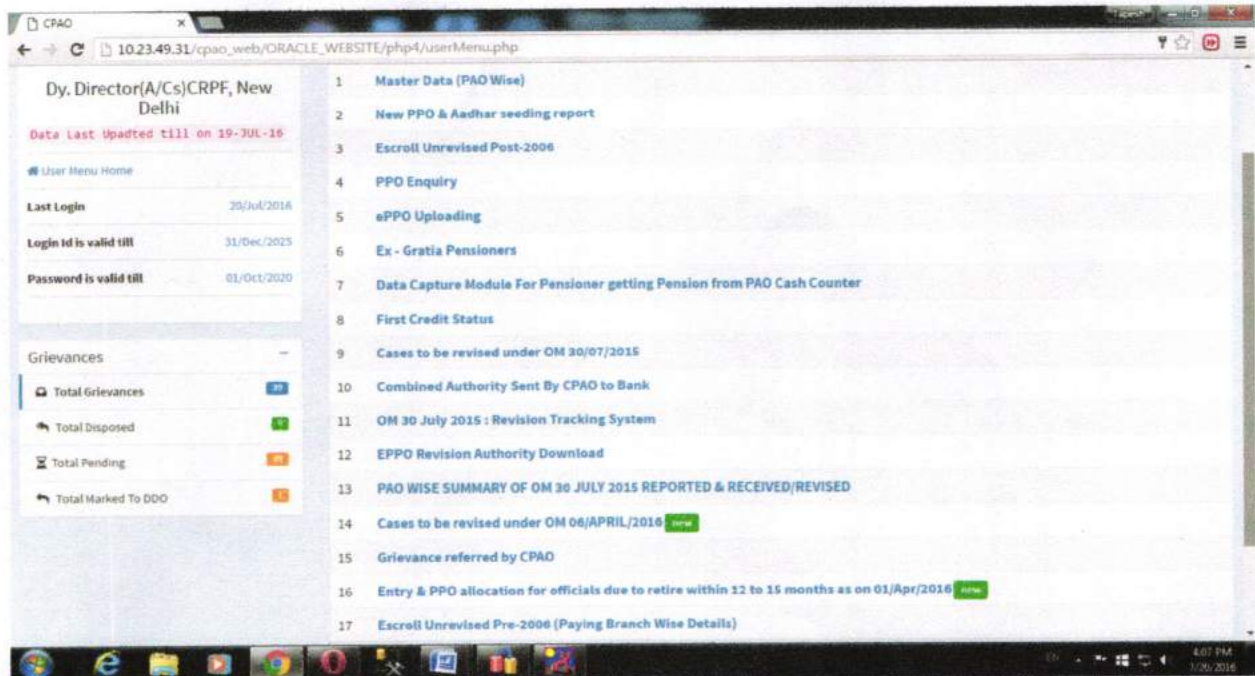 CPAO
10.23.49.31/cpao_web/ORACLE_WEBSITE/php4/userMenu.php
Dy. Director(A/Cs)CRPF, New
Delhi
Data Last Upadted till on 19-JUL-16
User Menu Home
Last Login 20/Jul/2016
Login Id is valid till 31/Dec/2025
Password is valid till 01/Oct/2020
Grievances
Total Grievances
Total Disposed
Total Pending
Total Marked To DDO
1 Master Data (PAO Wise)
2 New PPO & Aadhar seeding report
3 Escroll Unrevised Post-2006
4 PPO Enquiry
5 ePPO Uploading
6 Ex - Gratia Pensioners
7 Data Capture Module For Pensioner getting Pension from PAO Cash Counter
8 First Credit Status
9 Cases to be revised under OM 30/07/2015
10 Combined Authority Sent By CPAO to Bank
11 OM 30 July 2015 : Revision Tracking System
12 EPPO Revision Authority Download
13 PAO WISE SUMMARY OF OM 30 JULY 2015 REPORTED & RECEIVED/REVISED
14 Cases to be revised under OM 06/APRIL/2016 new
15 Grievance referred by CPAO
16 Entry & PPO allocation for officials due to retire within 12 to 15 months as on 01/Apr/2016 new
17 Escroll Unrevised Pre-2006 (Paying Branch Wise Details)
EN
4:07 PM
7/20/2016